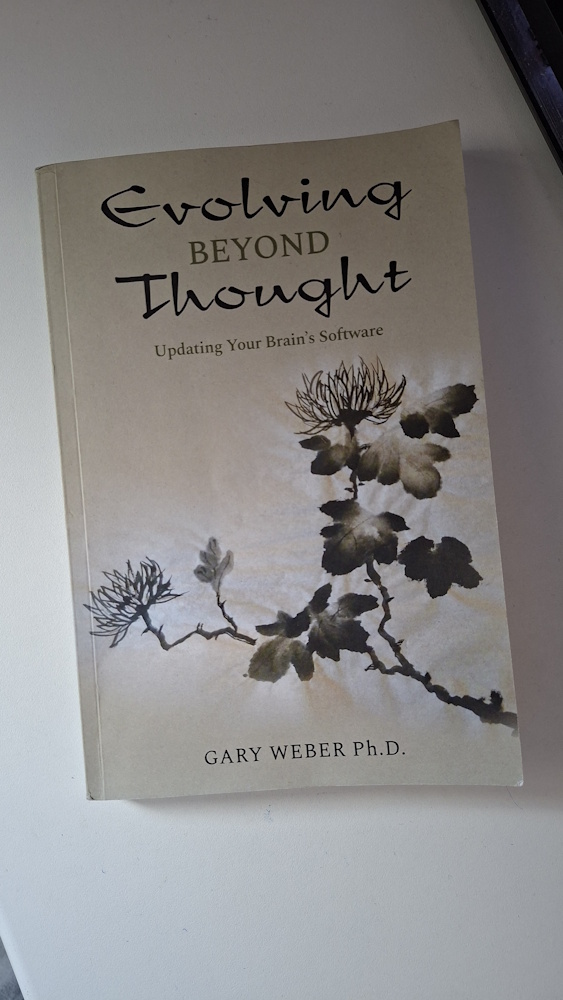 Evolving
BEYOND
Thought
Updating Your Brain's Software
GARY WEBER Ph.D.